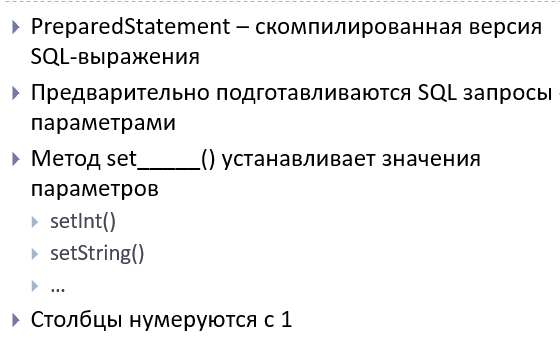 PreparedStatement – скомпилированная версия
SQL-выражения
Предварительно подготавливаются SQL запросы
параметрами
Метод set_____() устанавливает значения
параметров
setInt()
setString()
...
Столбцы нумеруются с 1